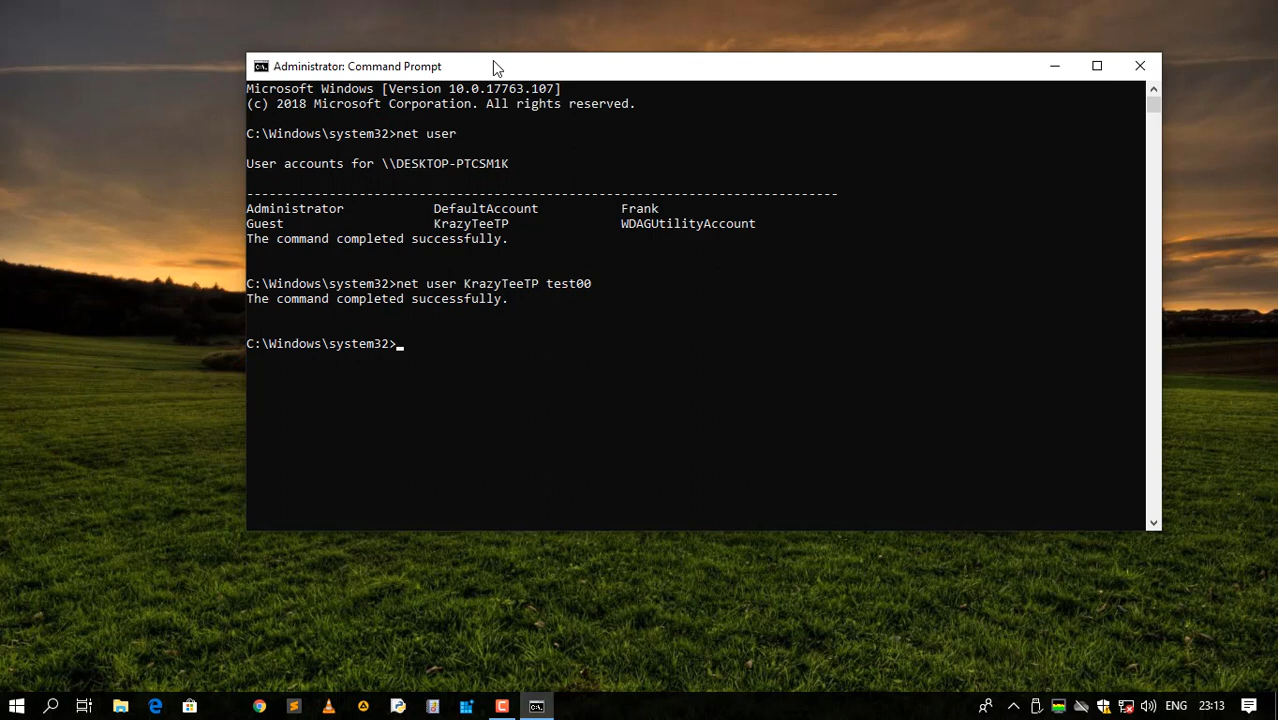 Administrator: Command Prompt
Microsoft Windows [Version 10.0.17763.107]
(c) 2018 Microsoft Corporation. All rights reserved.
C:\Windows\system32>net user
User accounts for \\DESKTOP-PTCSM1K
-------------------------------------------------------------------------------
Administrator DefaultAccount Frank
Guest KrazyTeeTP WDAGUtilityAccount
The command completed successfully.
C:\Windows\system32>net user KrazyTeeTP test00
The command completed successfully.
C:\Windows\system32>
ENG 23:13